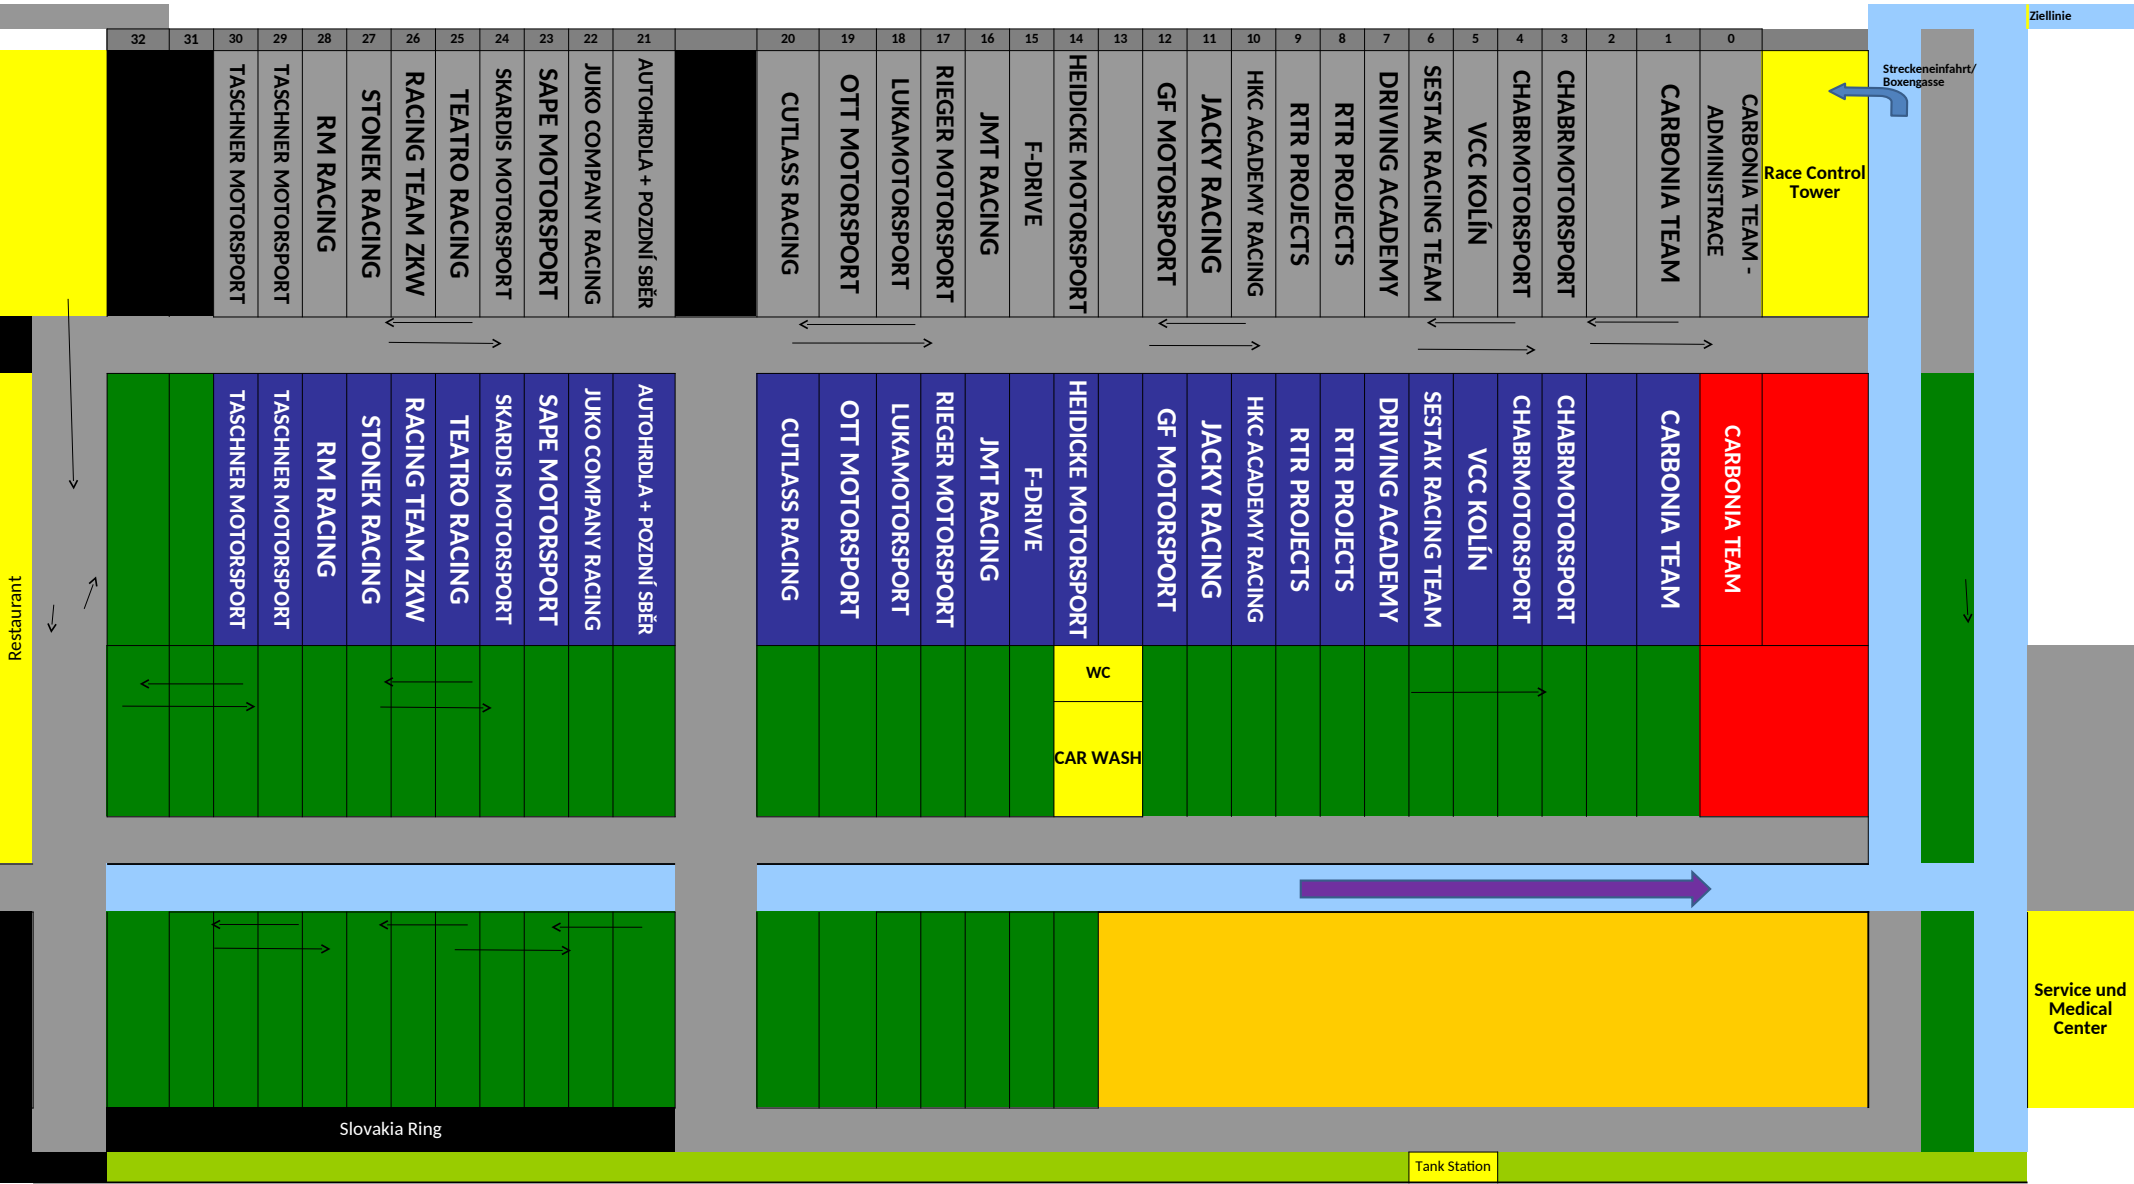 Ziellinie
32 31 30 29 28 27 26 25 24 23 22 21 20 19 18 17 16 15 14 13 12 11 10 9 8 7 6 5 4 3 2 1 0
Streckeneinfahrt/
Boxengasse
TASCHNER MOTORSPORT
TASCHNER MOTORSPORT
RM RACING
STONEK RACING
RACING TEAM ZKW
TEATRO RACING
SKARDIS MOTORSPORT
SAPE MOTORSPORT
JUKO COMPANY RACING
AUTOHRDLA + POZDNÍ SBĚR
CUTLASS RACING
OTT MOTORSPORT
LUKAMOTORSPORT
RIEGER MOTORSPORT
JMT RACING
F-DRIVE
HEIDICKE MOTORSPORT
GF MOTORSPORT
JACKY RACING
HKC ACADEMY RACING
RTR PROJECTS
RTR PROJECTS
DRIVING ACADEMY
SESTAK RACING TEAM
VCC KOLÍN
CHABRMOTORSPORT
CHABRMOTORSPORT
CARBONIA TEAM
CARBONIA TEAM -
ADMINISTRACE
Race Control
Tower
TASCHNER MOTORSPORT
TASCHNER MOTORSPORT
RM RACING
STONEK RACING
RACING TEAM ZKW
TEATRO RACING
SKARDIS MOTORSPORT
SAPE MOTORSPORT
JUKO COMPANY RACING
AUTOHRDLA + POZDNÍ SBĚR
CUTLASS RACING
OTT MOTORSPORT
LUKAMOTORSPORT
RIEGER MOTORSPORT
JMT RACING
F-DRIVE
HEIDICKE MOTORSPORT
GF MOTORSPORT
JACKY RACING
HKC ACADEMY RACING
RTR PROJECTS
RTR PROJECTS
DRIVING ACADEMY
SESTAK RACING TEAM
VCC KOLÍN
CHABRMOTORSPORT
CHABRMOTORSPORT
CARBONIA TEAM
CARBONIA TEAM
Restaurant
WC
CAR WASH
Service und
Medical
Center
Slovakia Ring
Tank Station